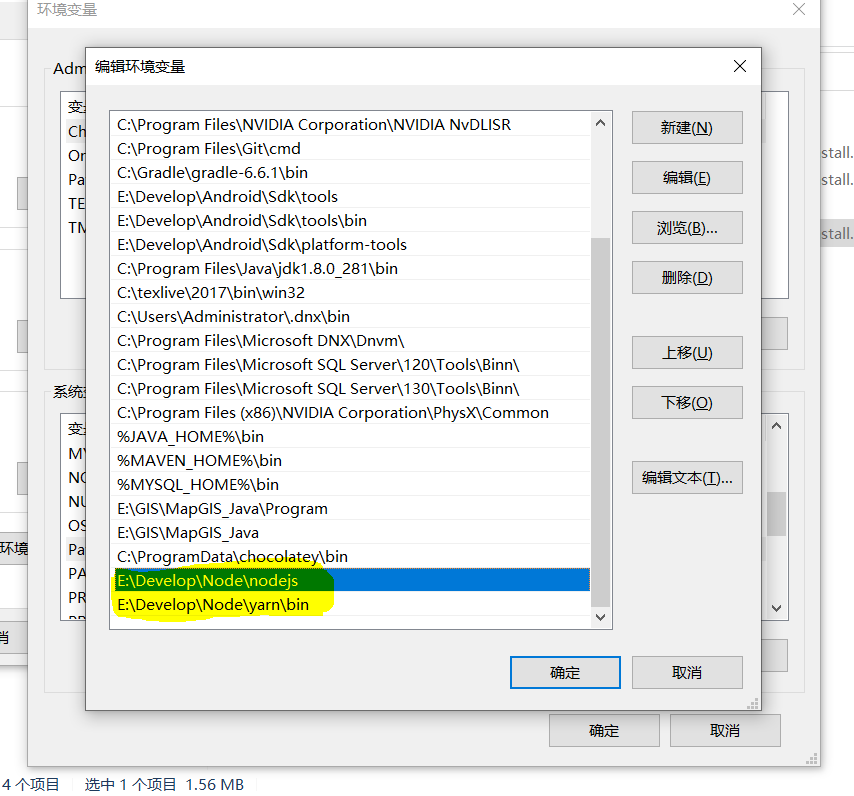 环境变量
Adm
编辑环境变量
变
Ch
On
Pa
TE
TM
C:\Program Files\NVIDIA Corporation\NVIDIA NvDLISR
C:\Program Files\Git\cmd
C:\Gradle\gradle-6.6.1\bin
E:\Develop\Android\Sdk\tools
E:\Develop\Android\Sdk\tools\bin
E:\Develop\Android\Sdk\platform-tools
C:\Program Files\Java\jdk1.8.0_281\bin
C:\texlive\2017\bin\win32
C:\Users\Administrator\.dnx\bin
C:\Program Files\Microsoft DNX\Dnvm\
C:\Program Files\Microsoft SQL Server\120\Tools\Binn\
C:\Program Files\Microsoft SQL Server\130\Tools\Binn\
C:\Program Files (x86)\NVIDIA Corporation\PhysX\Common
%JAVA_HOME%\bin
%MAVEN_HOME%\bin
%MYSQL_HOME%\bin
E:\GIS\MapGIS_Java\Program
E:\GIS\MapGIS_Java
C:\ProgramData\chocolatey\bin
E:\Develop\Node\nodejs
E:\Develop\Node\yarn\bin
新建(N)
编辑(E)
浏览(B)...
删除(D)
上移(U)
下移(O)
编辑文本(T)...
stall.
stall.
stall.
系统
变
NU
OS
Pa
PA
PR
环境
消
确定
取消
确定
取消
4 个项目
选中 1 个项目 1.56 MB